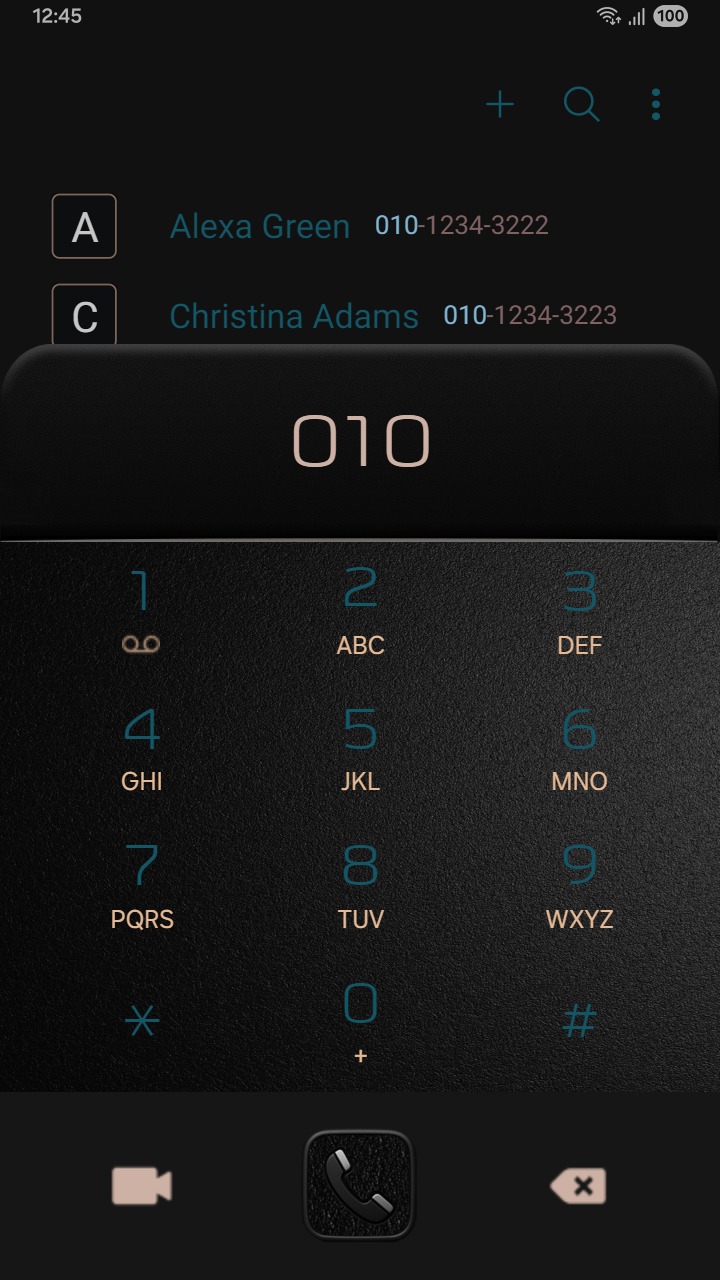 12:45 100
A Alexa Green 010-1234-3222
C Christina Adams 010-1234-3223
010
1 2 3
ABC DEF
4 5 6
GHI JKL MNO
7 8 9
PQRS TUV WXYZ
* 0 #
+